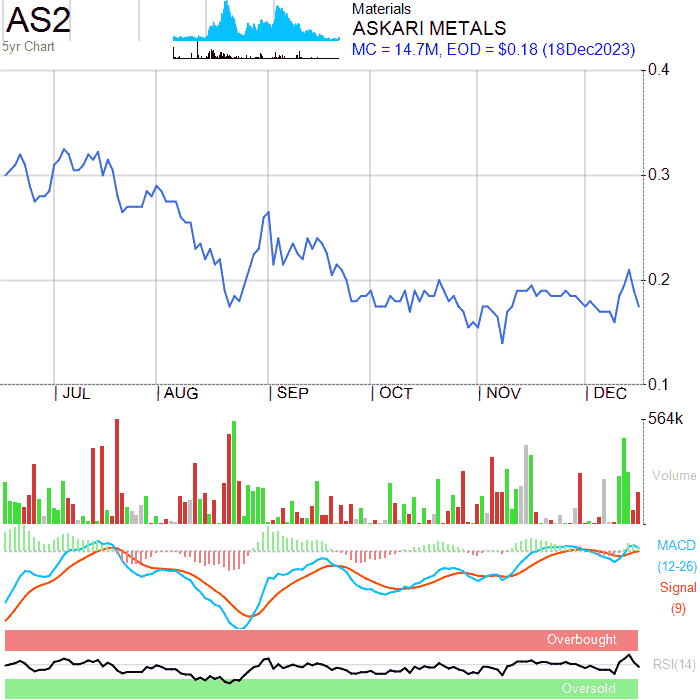 AS2
5yr Chart
Materials
ASKARI METALS
MC = 14.7M, EOD = $0.18 (18Dec2023)
0.4
0.3
0.2
0.1
JUL AUG SEP OCT NOV DEC
564k
Volume
MACD
(12-26)
Signal
(9)
Overbought
RSI(14)
Oversold